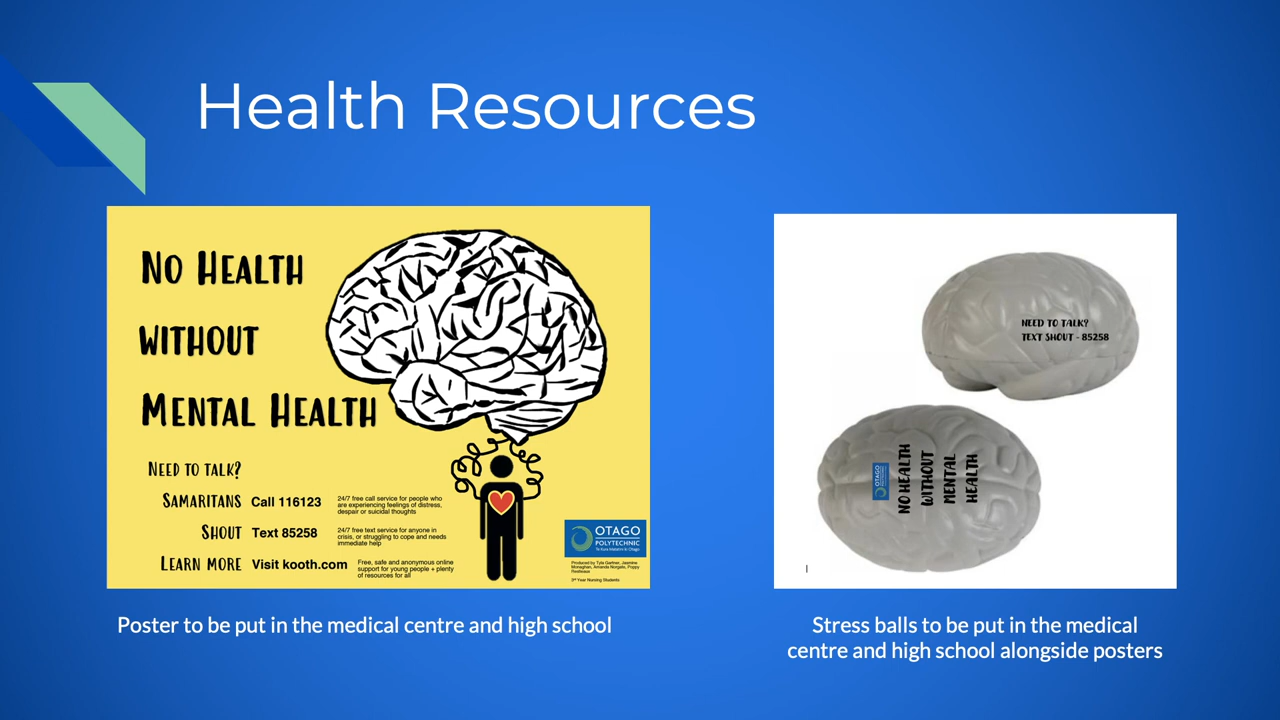 Health Resources
No Health
without
Mental Health
Need to talk?
Samaritans Call 116123
24/7 free call service for people who
are experiencing feelings of distress,
despair or suicidal thoughts
Shout Text 85258
24/7 free text service for anyone in
crisis, or struggling to cope and needs
immediate help
Learn more Visit kooth.com
Free, safe and anonymous online
support for young people + plenty
of resources for all
OTAGO
POLYTECHNIC
Te Kura Matatini ki Otago
Produced by Tyla Gartner, Jasmine
Monaghan, Amanda Norgate, Poppy
3rd Year Nursing Students
Poster to be put in the medical centre and high school
Need to talk?
Text Shout - 85258
OTAGO
POLYTECHNIC
No Health
without
Mental
Health
Stress balls to be put in the medical
centre and high school alongside posters